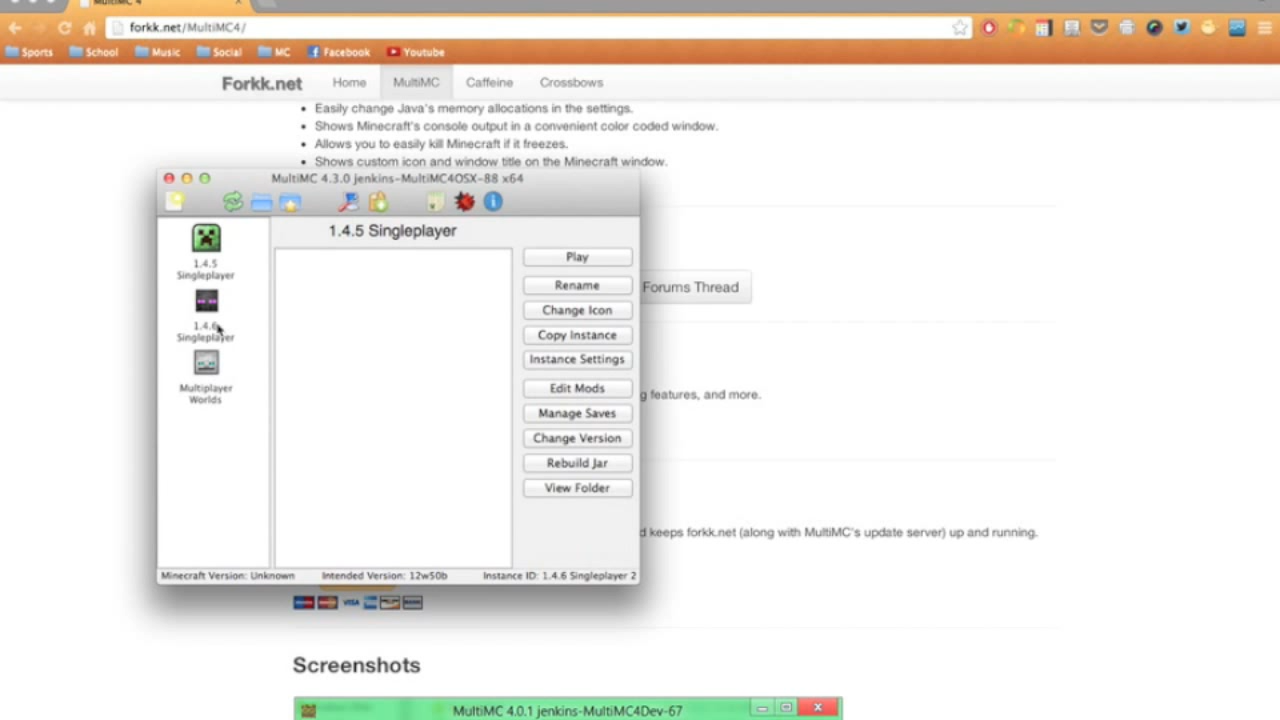 MultiMC 4
forkk.net/MultiMC4/
Sports School Music Social MC Facebook Youtube
Forkk.net Home MultiMC Caffeine Crossbows
Easily change Java's memory allocations in the settings.
Shows Minecraft's console output in a convenient color coded window.
Allows you to easily kill Minecraft if it freezes.
Shows custom icon and window title on the Minecraft window.
MultiMC 4.3.0 jenkins-MultiMC4OSX-88 x64
1.4.5
Singleplayer
1.4.6
Singleplayer
Multiplayer
Worlds
1.4.5 Singleplayer
Play
Rename
Change Icon
Copy Instance
Instance Settings
Edit Mods
Manage Saves
Change Version
Rebuild Jar
View Folder
Minecraft Version: Unknown Intended Version: 12w50b Instance ID: 1.4.6 Singleplayer 2
Forums Thread
g features, and more.
d keeps forkk.net (along with MultiMC's update server) up and running.
VISA
Screenshots
MultiMC 4.0.1 jenkins-MultiMC4Dev-67